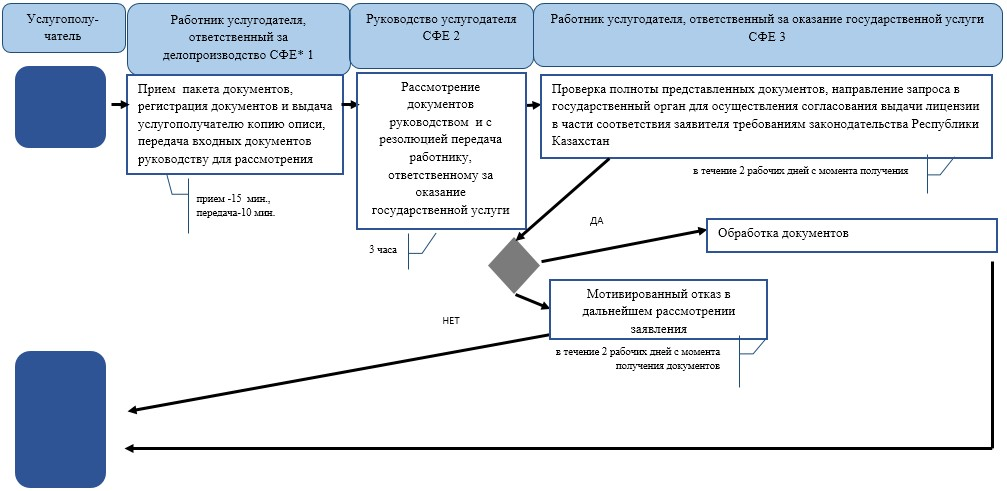 Услугополу-
чатель
Работник услугодателя,
ответственный за
делопроизводство СФЕ* 1
Руководство услугодателя
СФЕ 2
Работник услугодателя, ответственный за оказание государственной услуги
СФЕ 3
Прием пакета документов,
регистрация документов и выдача
услугополучателю копию описи,
передача входных документов
руководству для рассмотрения
прием -15 мин.,
передача-10 мин.
Рассмотрение
документов
руководством и с
резолюцией передача
работнику,
ответственному за
оказание
государственной услуги
3 часа
Проверка полноты представленных документов, направление запроса в
государственный орган для осуществления согласования выдачи лицензии
в части соответствия заявителя требованиям законодательства Республики
Казахстан
в течение 2 рабочих дней с момента получения
ДА
Обработка документов
НЕТ
Мотивированный отказ в
дальнейшем рассмотрении
заявления
в течение 2 рабочих дней с момента
получения документов